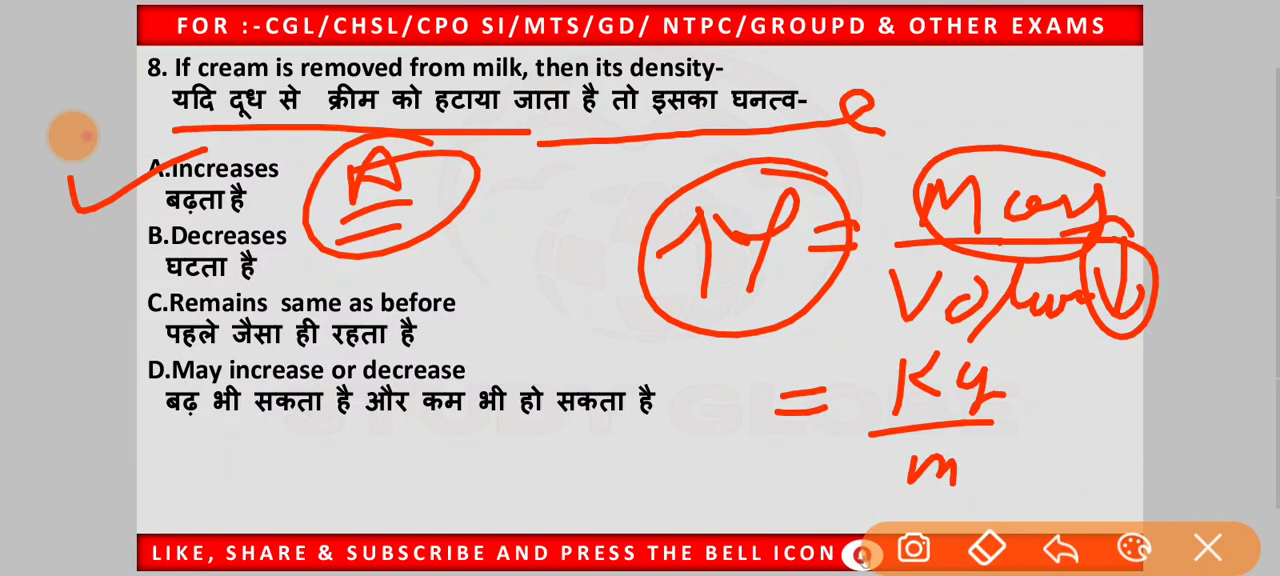 FOR :-CGL/CHSL/CPO SI/MTS/GD/ NTPC/GROUPD & OTHER EXAMS
8. If cream is removed from milk, then its density-
यदि दूध से क्रीम को हटाया जाता है तो इसका घनत्व-
A.Increases
बढ़ता है
B.Decreases
घटता है
C.Remains same as before
पहले जैसा ही रहता है
D.May increase or decrease
बढ़ भी सकता है और कम भी हो सकता है
A
=
Mass
Volume
= Kg
m
STUDY GLOBE
LIKE, SHARE & SUBSCRIBE AND PRESS THE BELL ICON